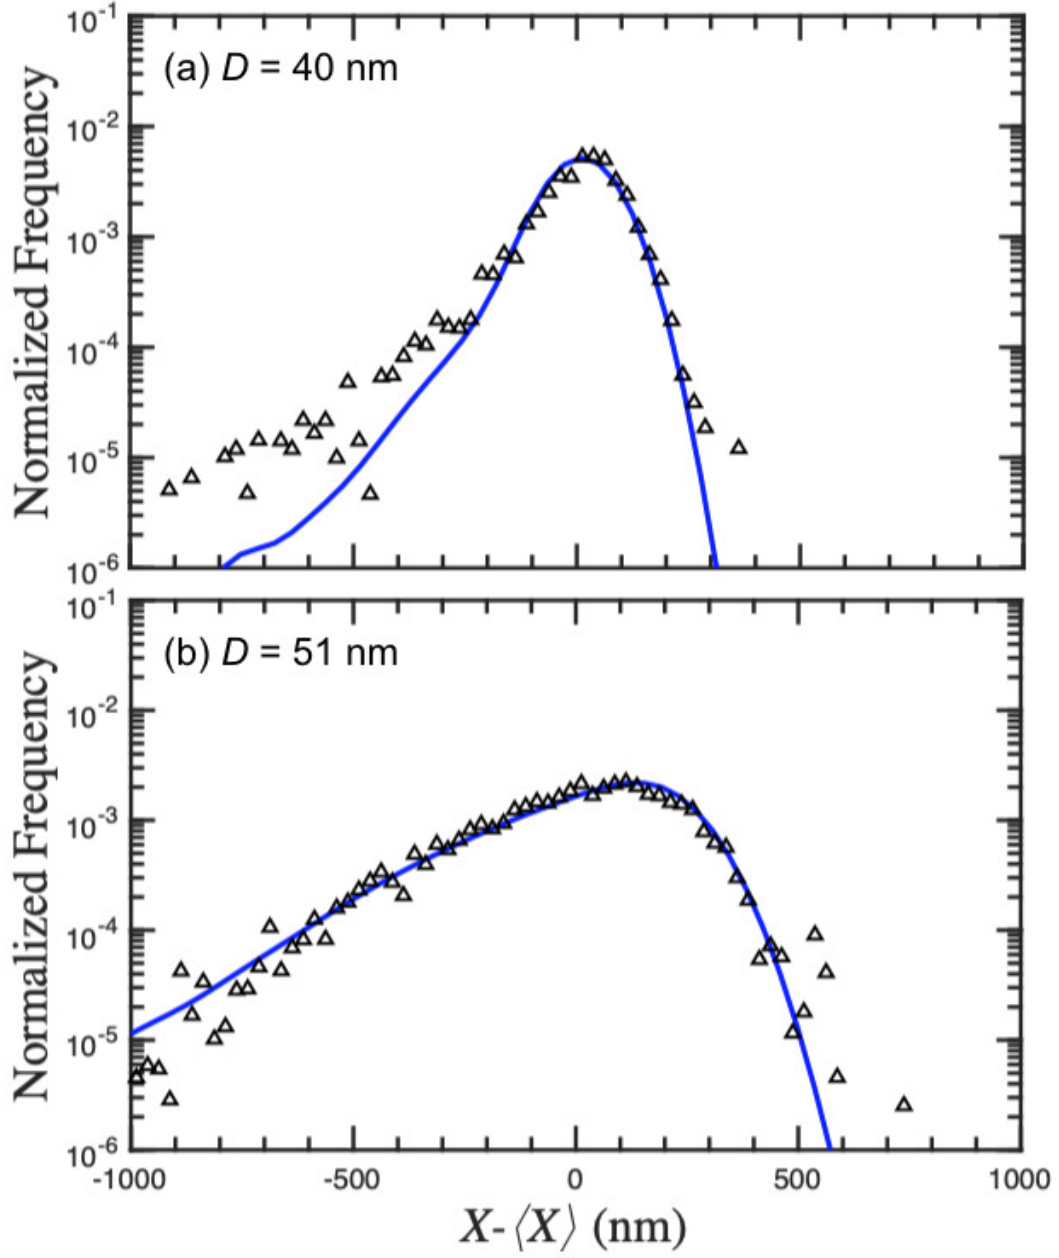 10⁻¹
(a) D = 40 nm
10⁻²
10⁻³
10⁻⁴
10⁻⁵
10⁻⁶
Normalized Frequency
10⁻¹
(b) D = 51 nm
10⁻²
10⁻³
10⁻⁴
10⁻⁵
10⁻⁶
Normalized Frequency
-1000 -500 0 500 1000
X-⟨X⟩ (nm)